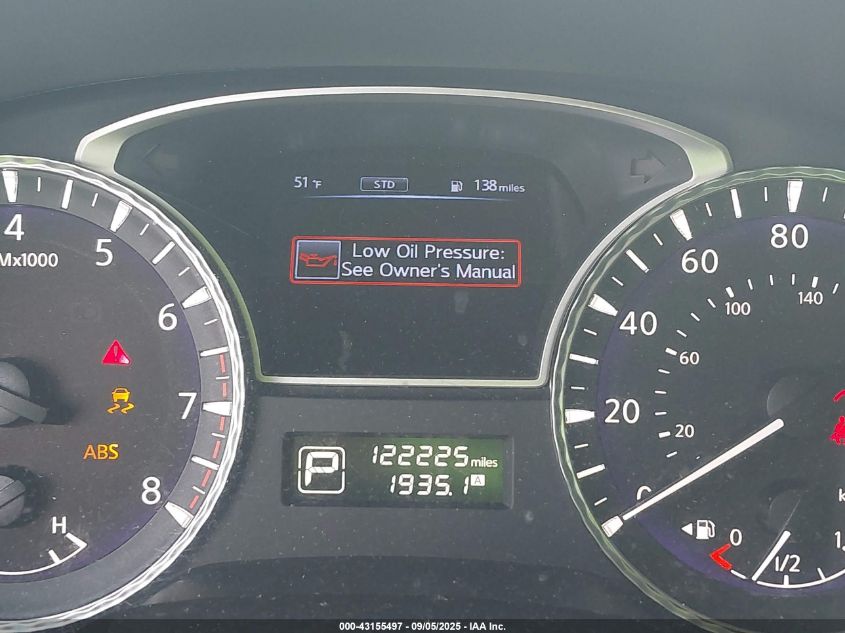 51 °F STD 138 miles
Low Oil Pressure:
See Owner's Manual
4 5 6 7 8
Mx1000
ABS
H
P
122225 miles
1935.1 A
0 20 40 60 80
20 60 100 140
0 1/2
000-43155497 - 09/05/2025 - IAA Inc.